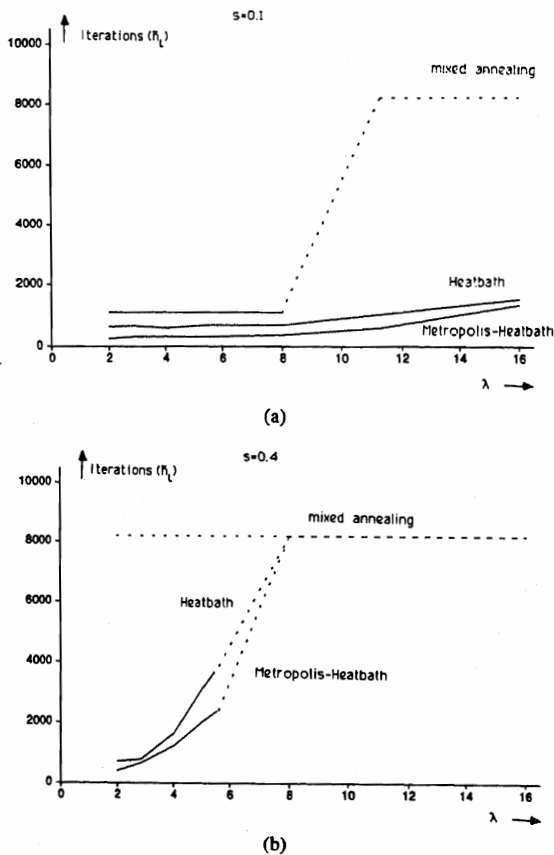 s=0.1
Iterations (n̄L)
10000
8000
6000
4000
2000
0
mixed annealing
Heatbath
Metropolis-Heatbath
0 2 4 6 8 10 12 14 16
λ
(a)
s=0.4
Iterations (n̄L)
10000
8000
6000
4000
2000
0
mixed annealing
Heatbath
Metropolis-Heatbath
0 2 4 6 8 10 12 14 16
λ
(b)